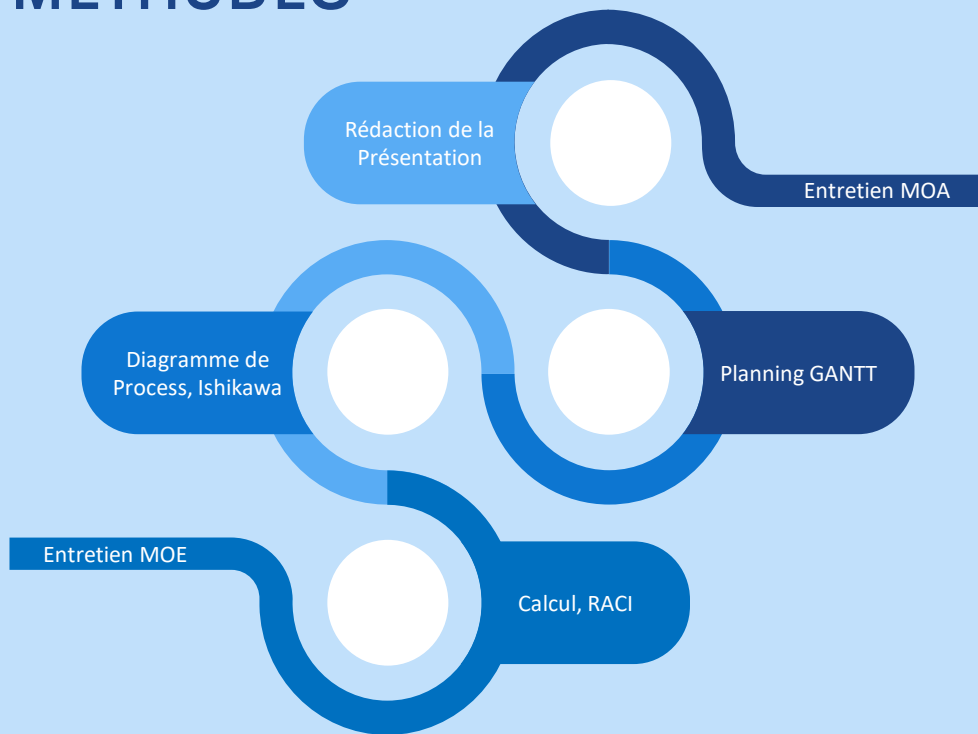 Rédaction de la
Présentation
Entretien MOA
Diagramme de
Process, Ishikawa
Planning GANTT
Entretien MOE
Calcul, RACI